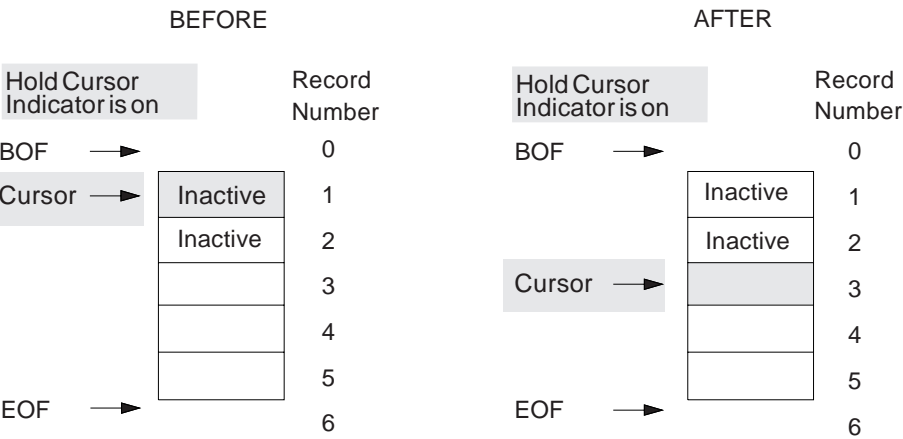 BEFORE
Hold Cursor
Indicator is on
Record
Number
BOF
0
Cursor
Inactive
1
Inactive
2
3
4
5
EOF
6
AFTER
Hold Cursor
Indicator is on
Record
Number
BOF
0
Inactive
1
Inactive
2
Cursor
3
4
5
EOF
6